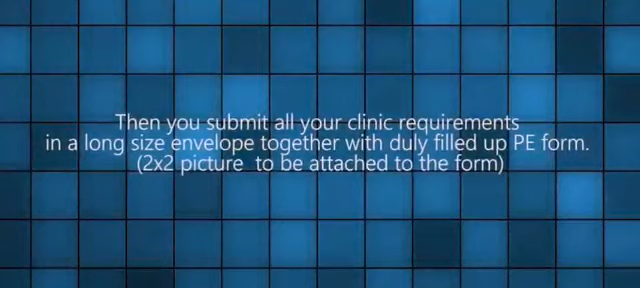 Then you submit all your clinic requirements
in a long size envelope together with duly filled up PE form.
(2x2 picture  to be attached to the form)